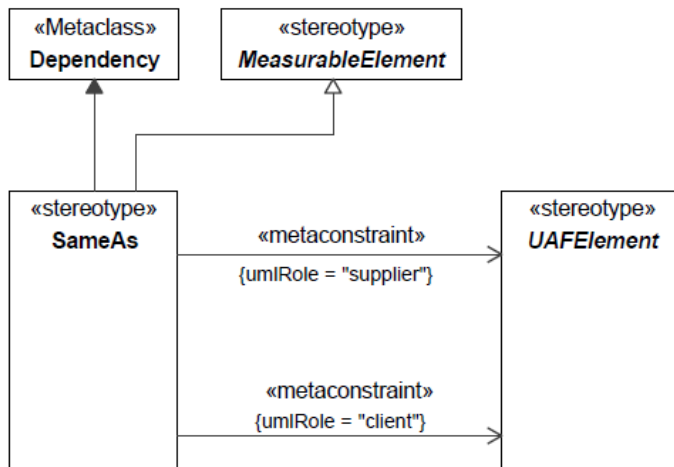 «Metaclass»
Dependency
«stereotype»
MeasurableElement
«stereotype»
SameAs
«metaconstraint»
{umlRole = "supplier"}
«stereotype»
UAFElement
«metaconstraint»
{umlRole = "client"}